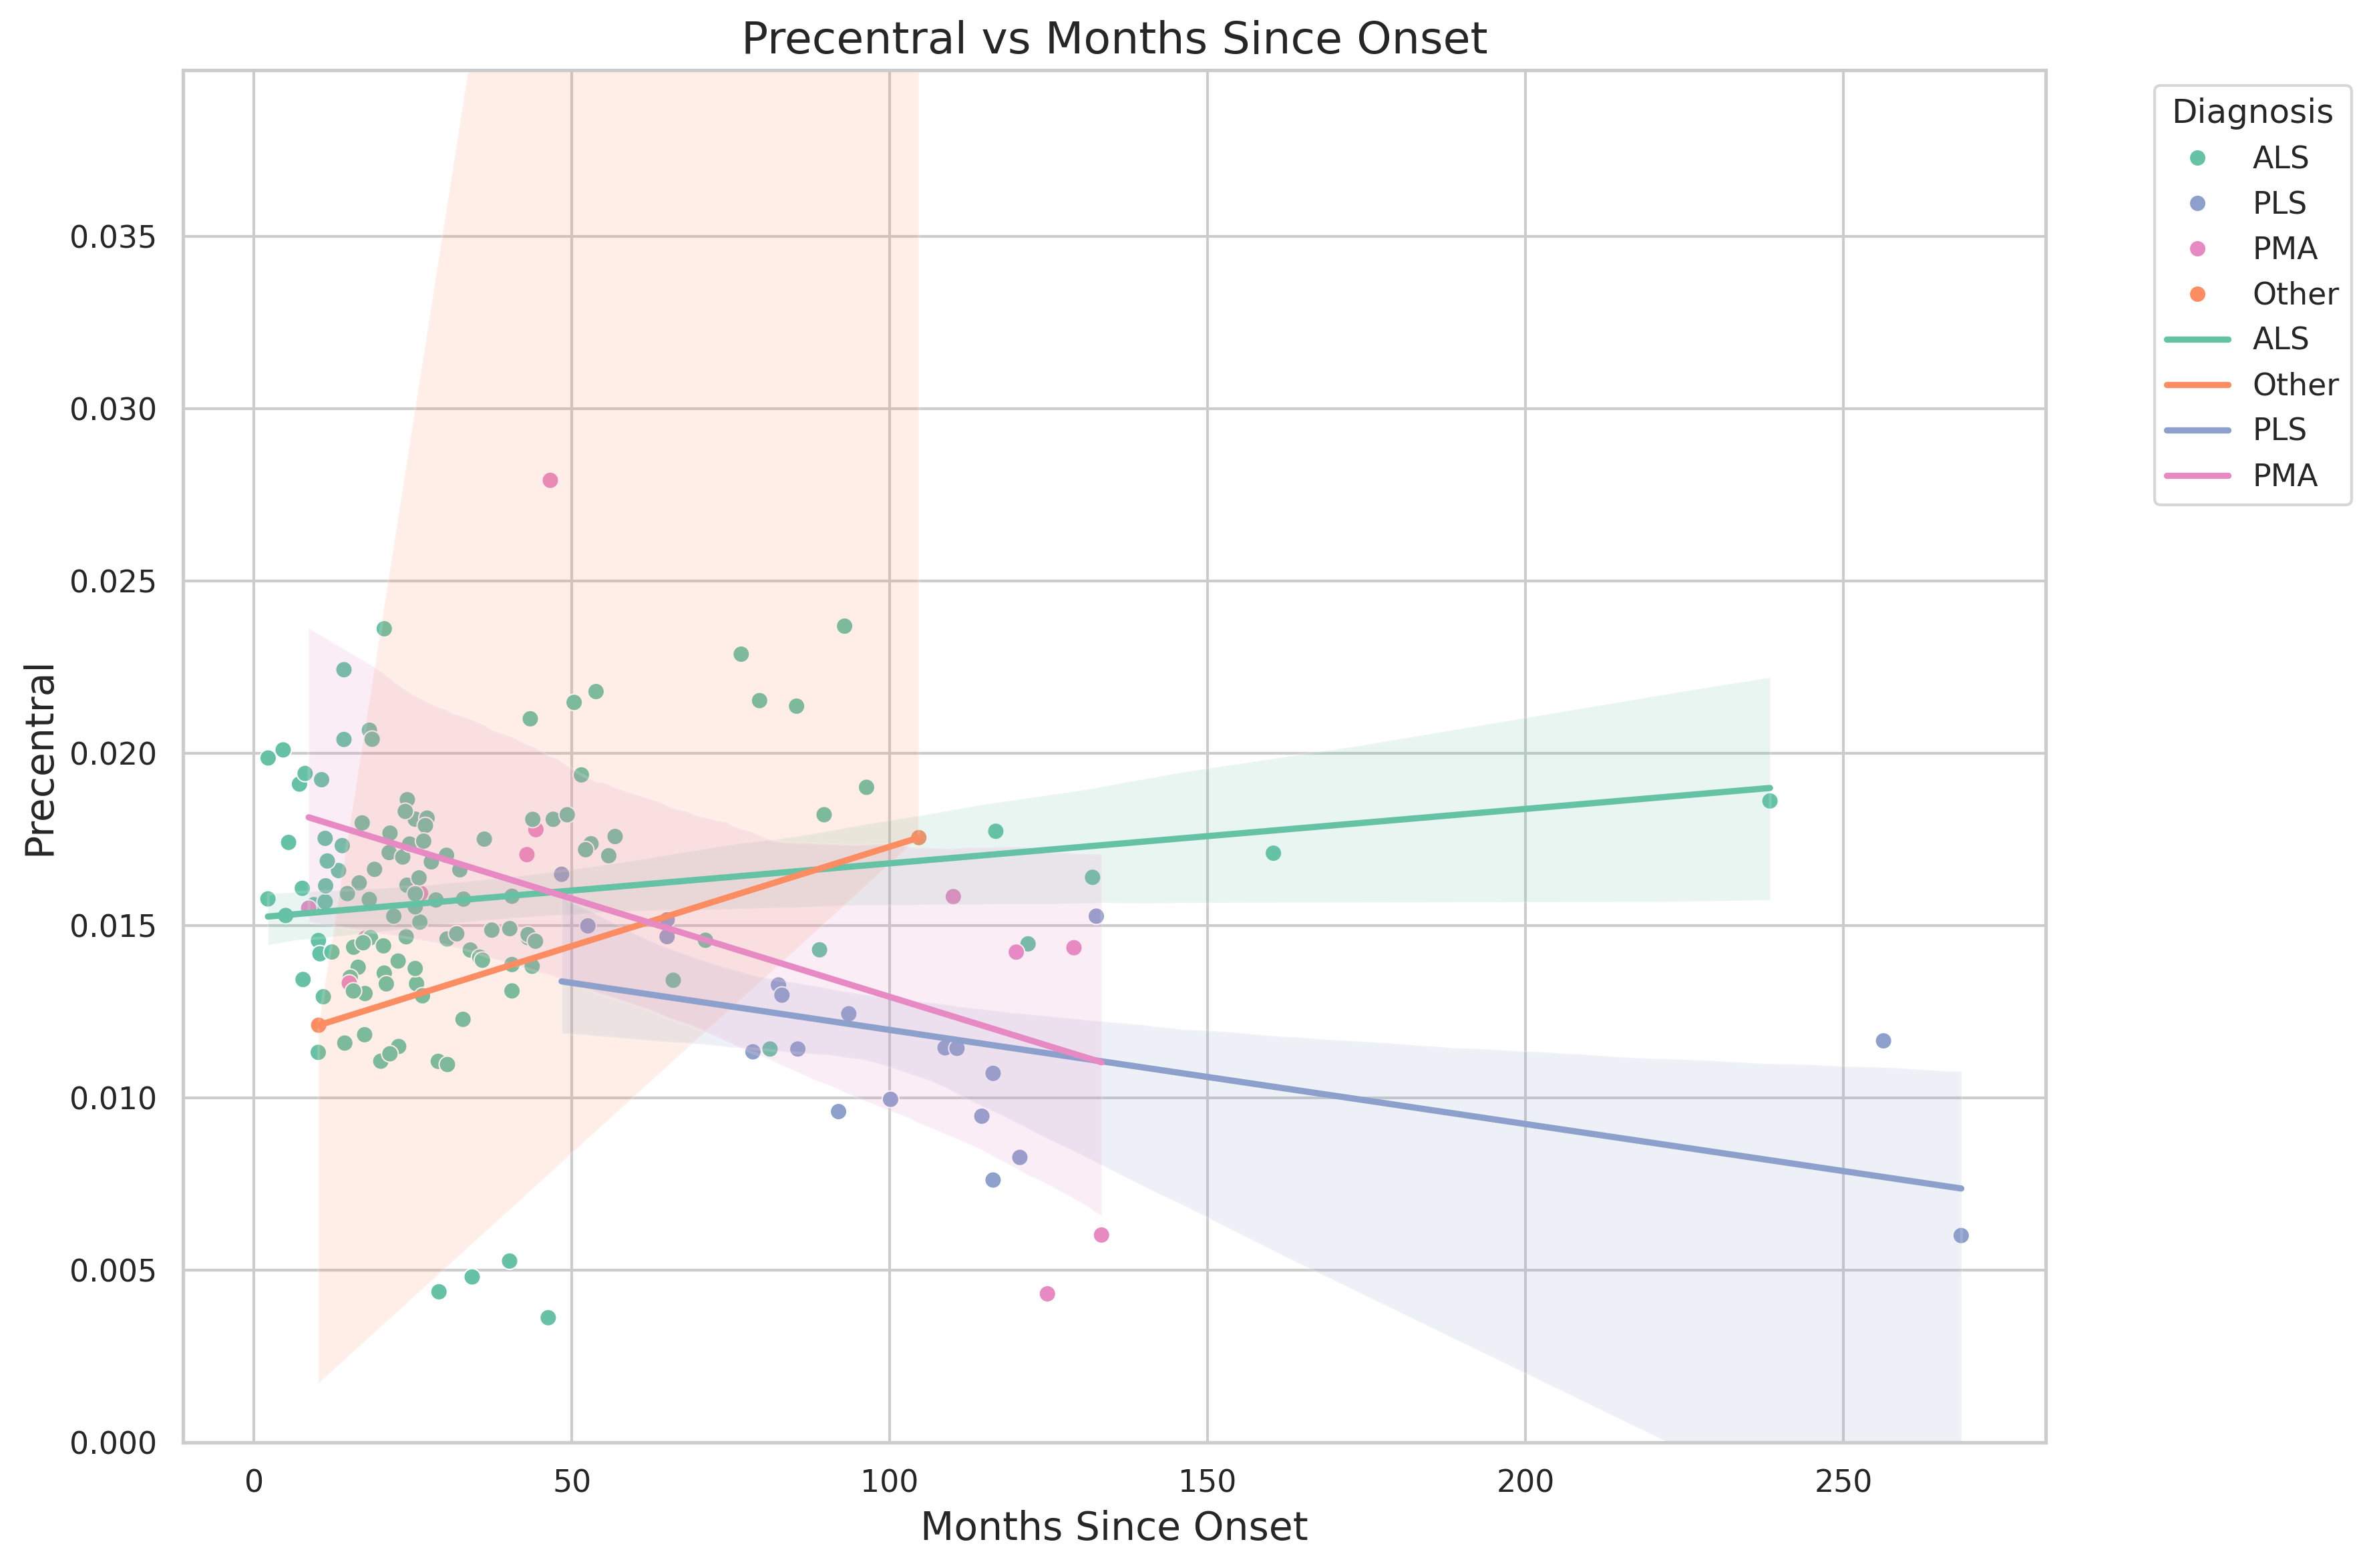 Precentral vs Months Since Onset
Precentral
0.035
0.030
0.025
0.020
0.015
0.010
0.005
0.000
0 50 100 150 200 250
Months Since Onset
Diagnosis
ALS
PLS
PMA
Other
ALS
Other
PLS
PMA